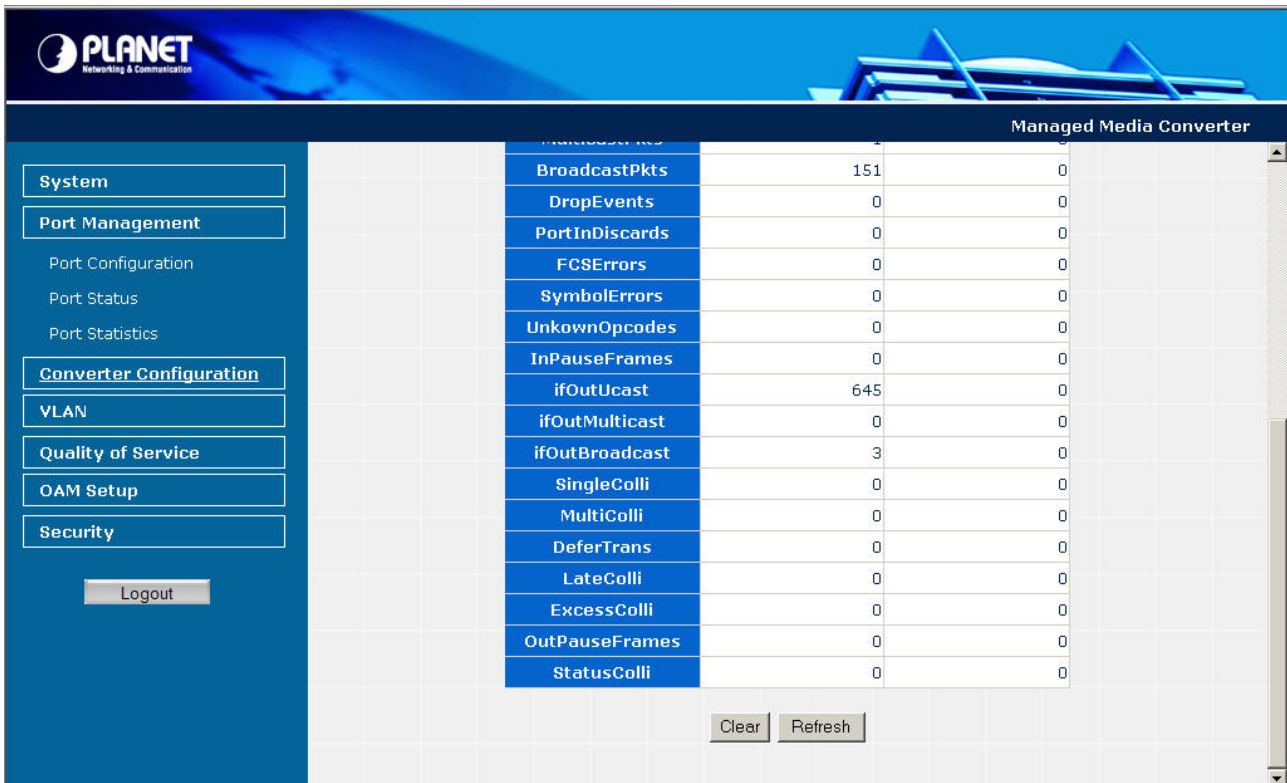 PLANET
Networking & Communication
Managed Media Converter
System
Port Management
Port Configuration
Port Status
Port Statistics
Converter Configuration
VLAN
Quality of Service
OAM Setup
Security
Logout
BroadcastPkts 151 0
DropEvents 0 0
PortInDiscards 0 0
FCSErrors 0 0
SymbolErrors 0 0
UnkownOpcodes 0 0
InPauseFrames 0 0
ifOutUcast 645 0
ifOutMulticast 0 0
ifOutBroadcast 3 0
SingleColli 0 0
MultiColli 0 0
DeferTrans 0 0
LateColli 0 0
ExcessColli 0 0
OutPauseFrames 0 0
StatusColli 0 0
Clear Refresh